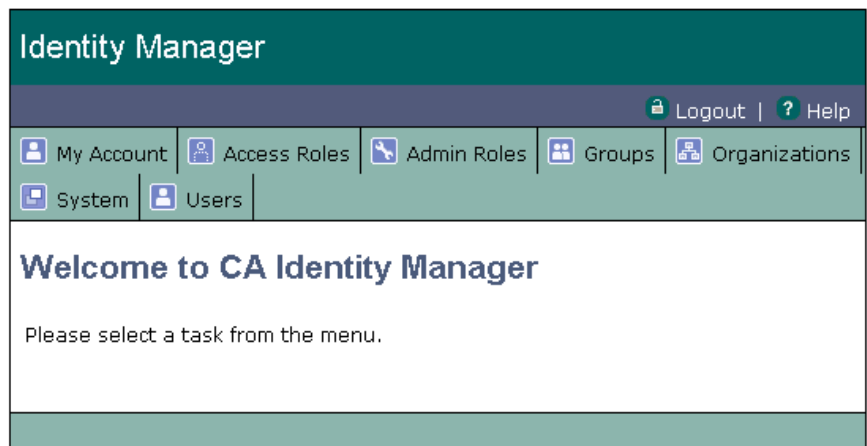 Identity Manager
Logout | ? Help
My Account Access Roles Admin Roles Groups Organizations
System Users
Welcome to CA Identity Manager
Please select a task from the menu.